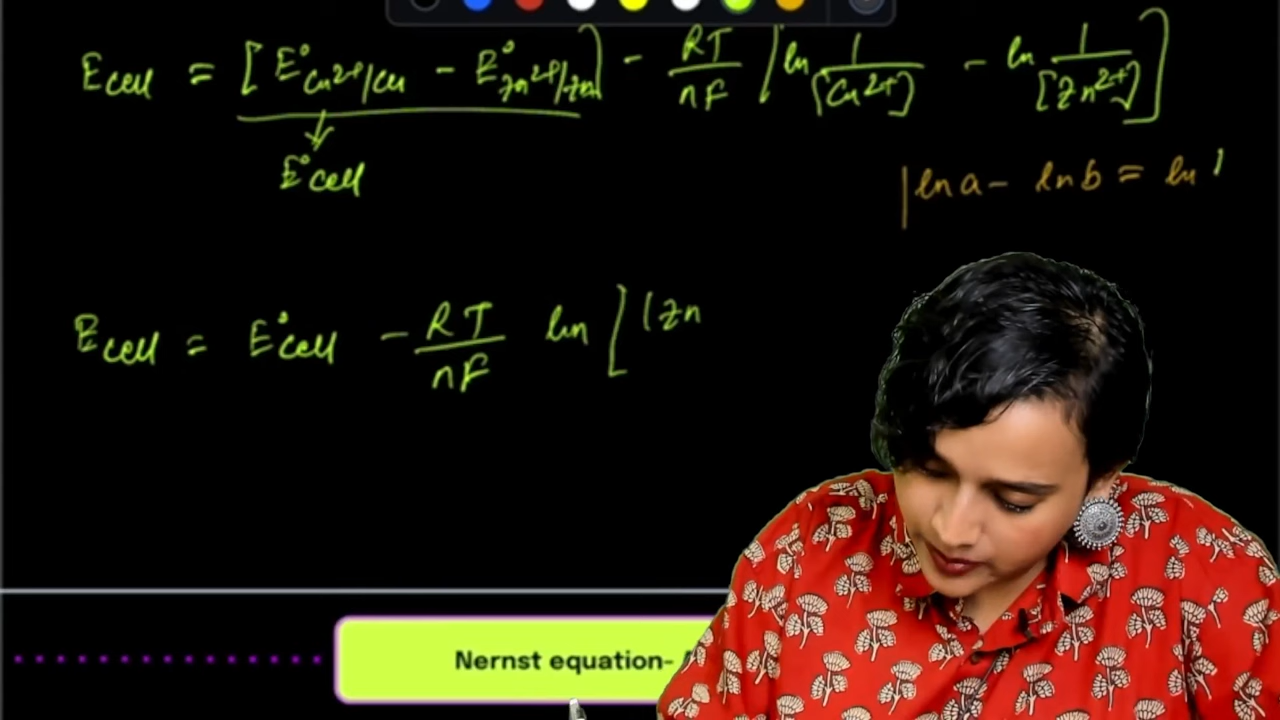 Ecell = [E°Cu2+/Cu - E°Zn2+/Zn] - RT/nF [ln 1/[Cu2+] - ln 1/[Zn2+]]
E°cell
|ln a - ln b = ln
Ecell = E°cell - RT/nF ln [[Zn
Nernst equation-